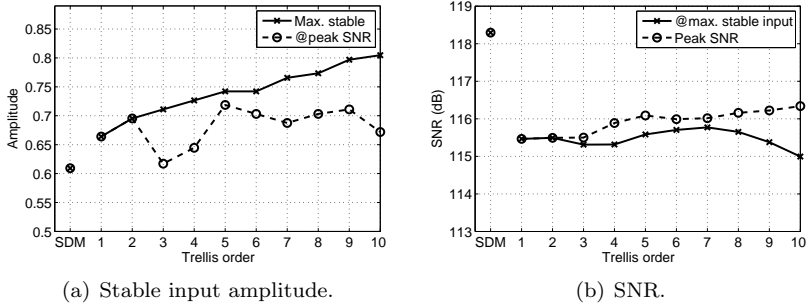 Max. stable
@peak SNR
0.85
0.8
0.75
0.7
0.65
0.6
0.55
0.5
Amplitude
SDM 1 2 3 4 5 6 7 8 9 10
Trellis order
(a) Stable input amplitude.
@max. stable input
Peak SNR
119
118
117
116
115
114
113
SNR (dB)
SDM 1 2 3 4 5 6 7 8 9 10
Trellis order
(b) SNR.